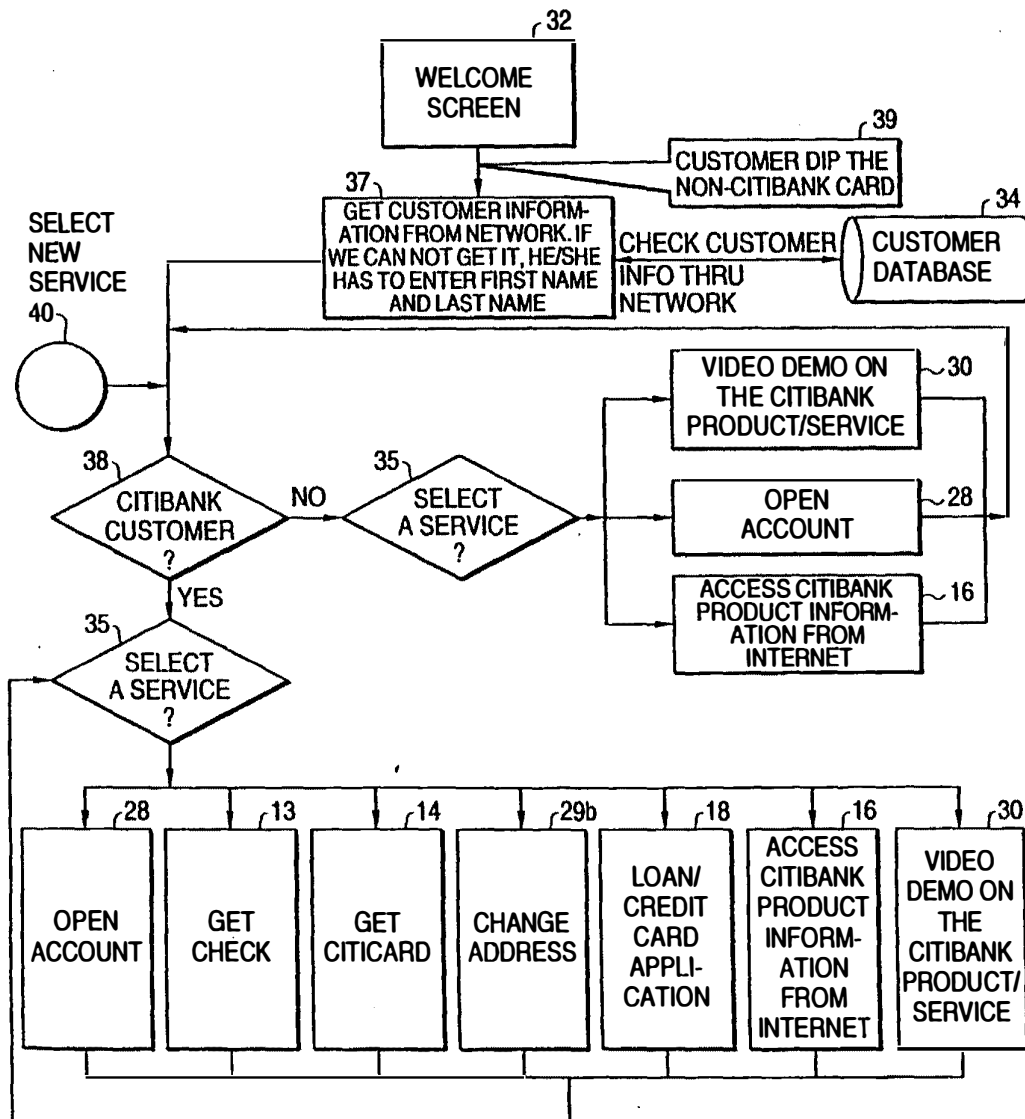 32
WELCOME
SCREEN
39
CUSTOMER DIP THE
NON-CITIBANK CARD
37
GET CUSTOMER INFORM-
ATION FROM NETWORK. IF
WE CAN NOT GET IT, HE/SHE
HAS TO ENTER FIRST NAME
AND LAST NAME
CHECK CUSTOMER
INFO THRU
NETWORK
34
CUSTOMER
DATABASE
SELECT
NEW
SERVICE
40
VIDEO DEMO ON
THE CITIBANK
PRODUCT/SERVICE
30
38
CITIBANK
CUSTOMER
?
NO
35
SELECT
A SERVICE
?
OPEN
ACCOUNT
28
ACCESS CITIBANK
PRODUCT INFORM-
ATION FROM
INTERNET
16
YES
35
SELECT
A SERVICE
?
28
OPEN
ACCOUNT
13
GET
CHECK
14
GET
CITICARD
29b
CHANGE
ADDRESS
18
LOAN/
CREDIT
CARD
APPLI-
CATION
16
ACCESS
CITIBANK
PRODUCT
INFORM-
ATION
FROM
INTERNET
30
VIDEO
DEMO ON
THE
CITIBANK
PRODUCT/
SERVICE